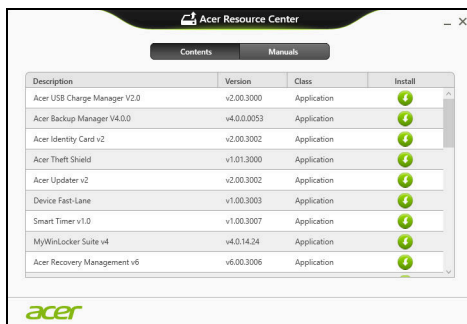 Acer Resource Center
Contents Manuals
Description Version Class Install
Acer USB Charge Manager V2.0 v2.00.3000 Application
Acer Backup Manager V4.0.0 v4.0.0.0053 Application
Acer Identity Card v2 v2.00.3002 Application
Acer Theft Shield v1.01.3000 Application
Acer Updater v2 v2.00.3002 Application
Device Fast-Lane v1.00.3003 Application
Smart Timer v1.0 v1.00.3007 Application
MyWinLocker Suite v4 v4.0.14.24 Application
Acer Recovery Management v6 v6.00.3006 Application
acer